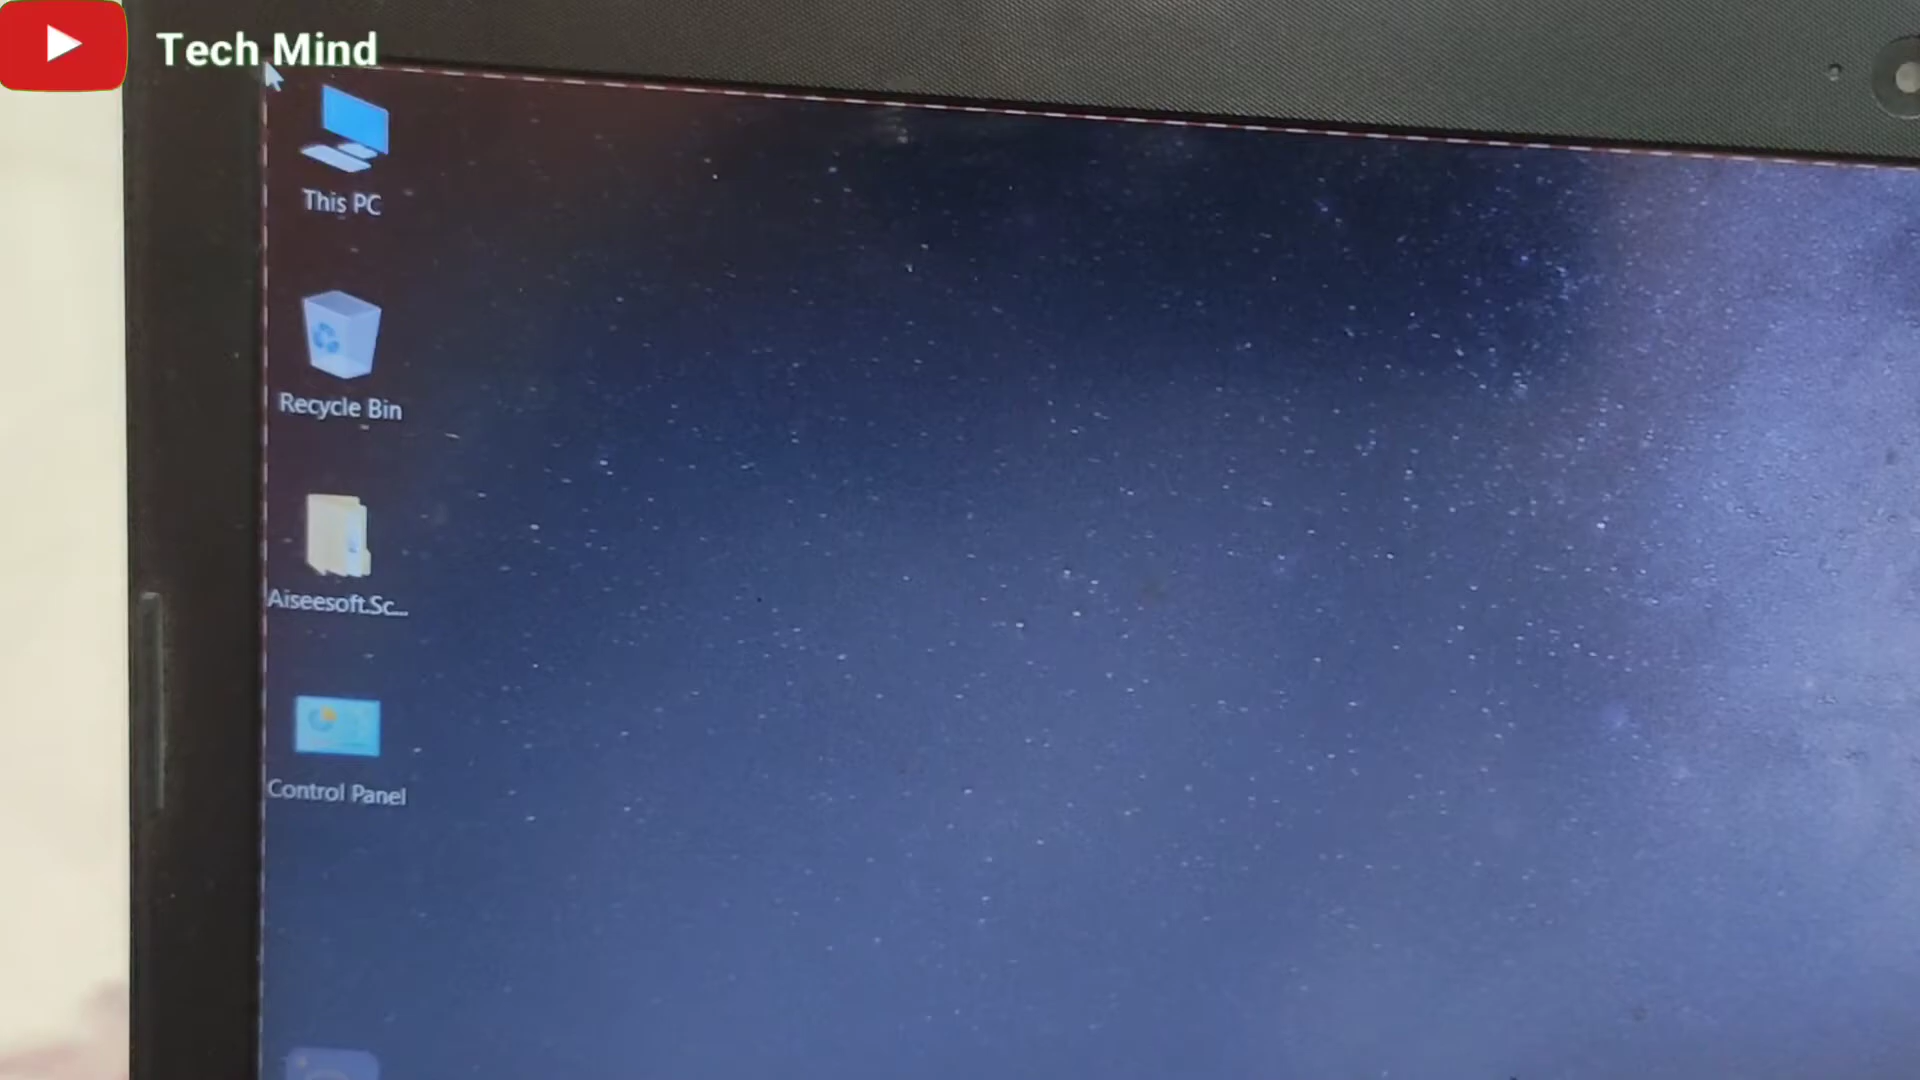 Tech Mind
This PC
Recycle Bin
Aiseesoft.Sc...
Control Panel